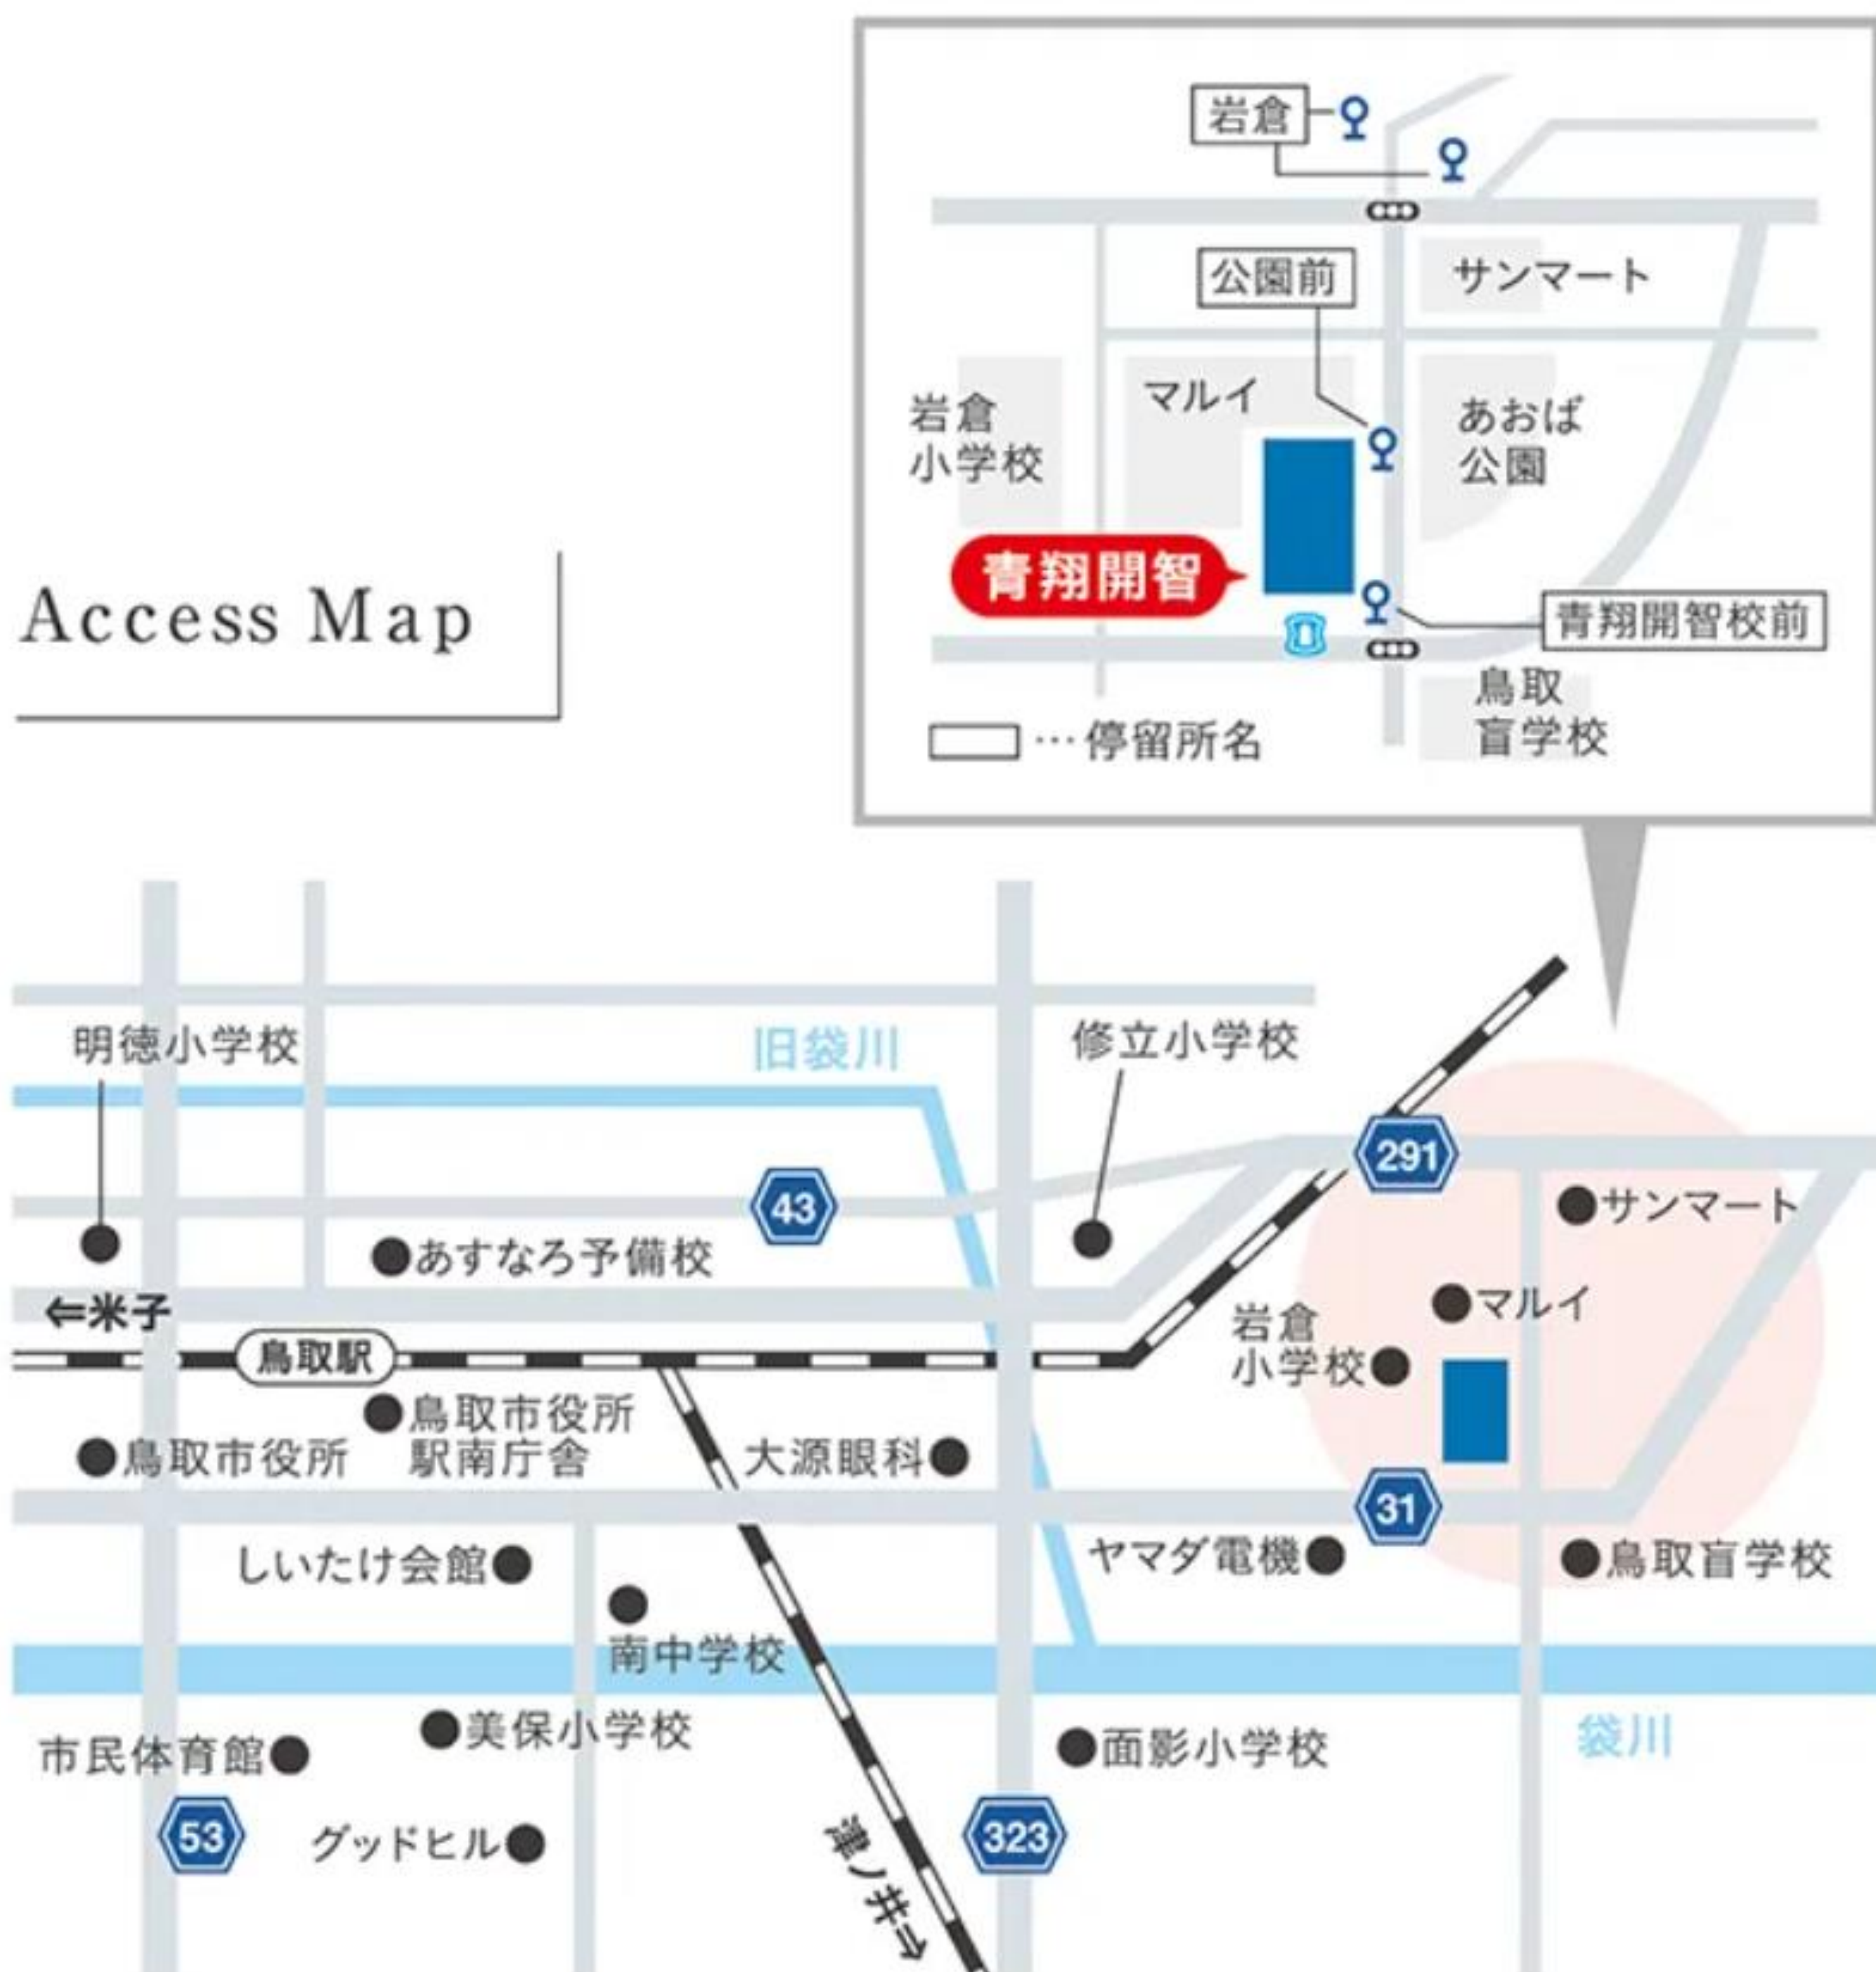 岩倉
公園前
サンマート
マルイ
岩倉
小学校
あおば
公園
青翔開智
Access Map
青翔開智校前
鳥取
盲学校
…停留所名
明徳小学校
旧袋川
修立小学校
291
43
サンマート
あすなろ予備校
⇐米子
マルイ
鳥取駅
岩倉
小学校
鳥取市役所
駅南庁舎
鳥取市役所
大源眼科
31
しいたけ会館
ヤマダ電機
鳥取盲学校
南中学校
美保小学校
市民体育館
面影小学校
袋川
53
グッドヒル
323
津ノ井⇒